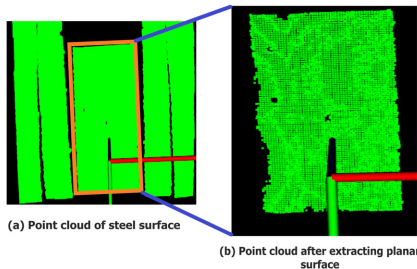 (a) Point cloud of steel surface
(b) Point cloud after extracting planar
surface